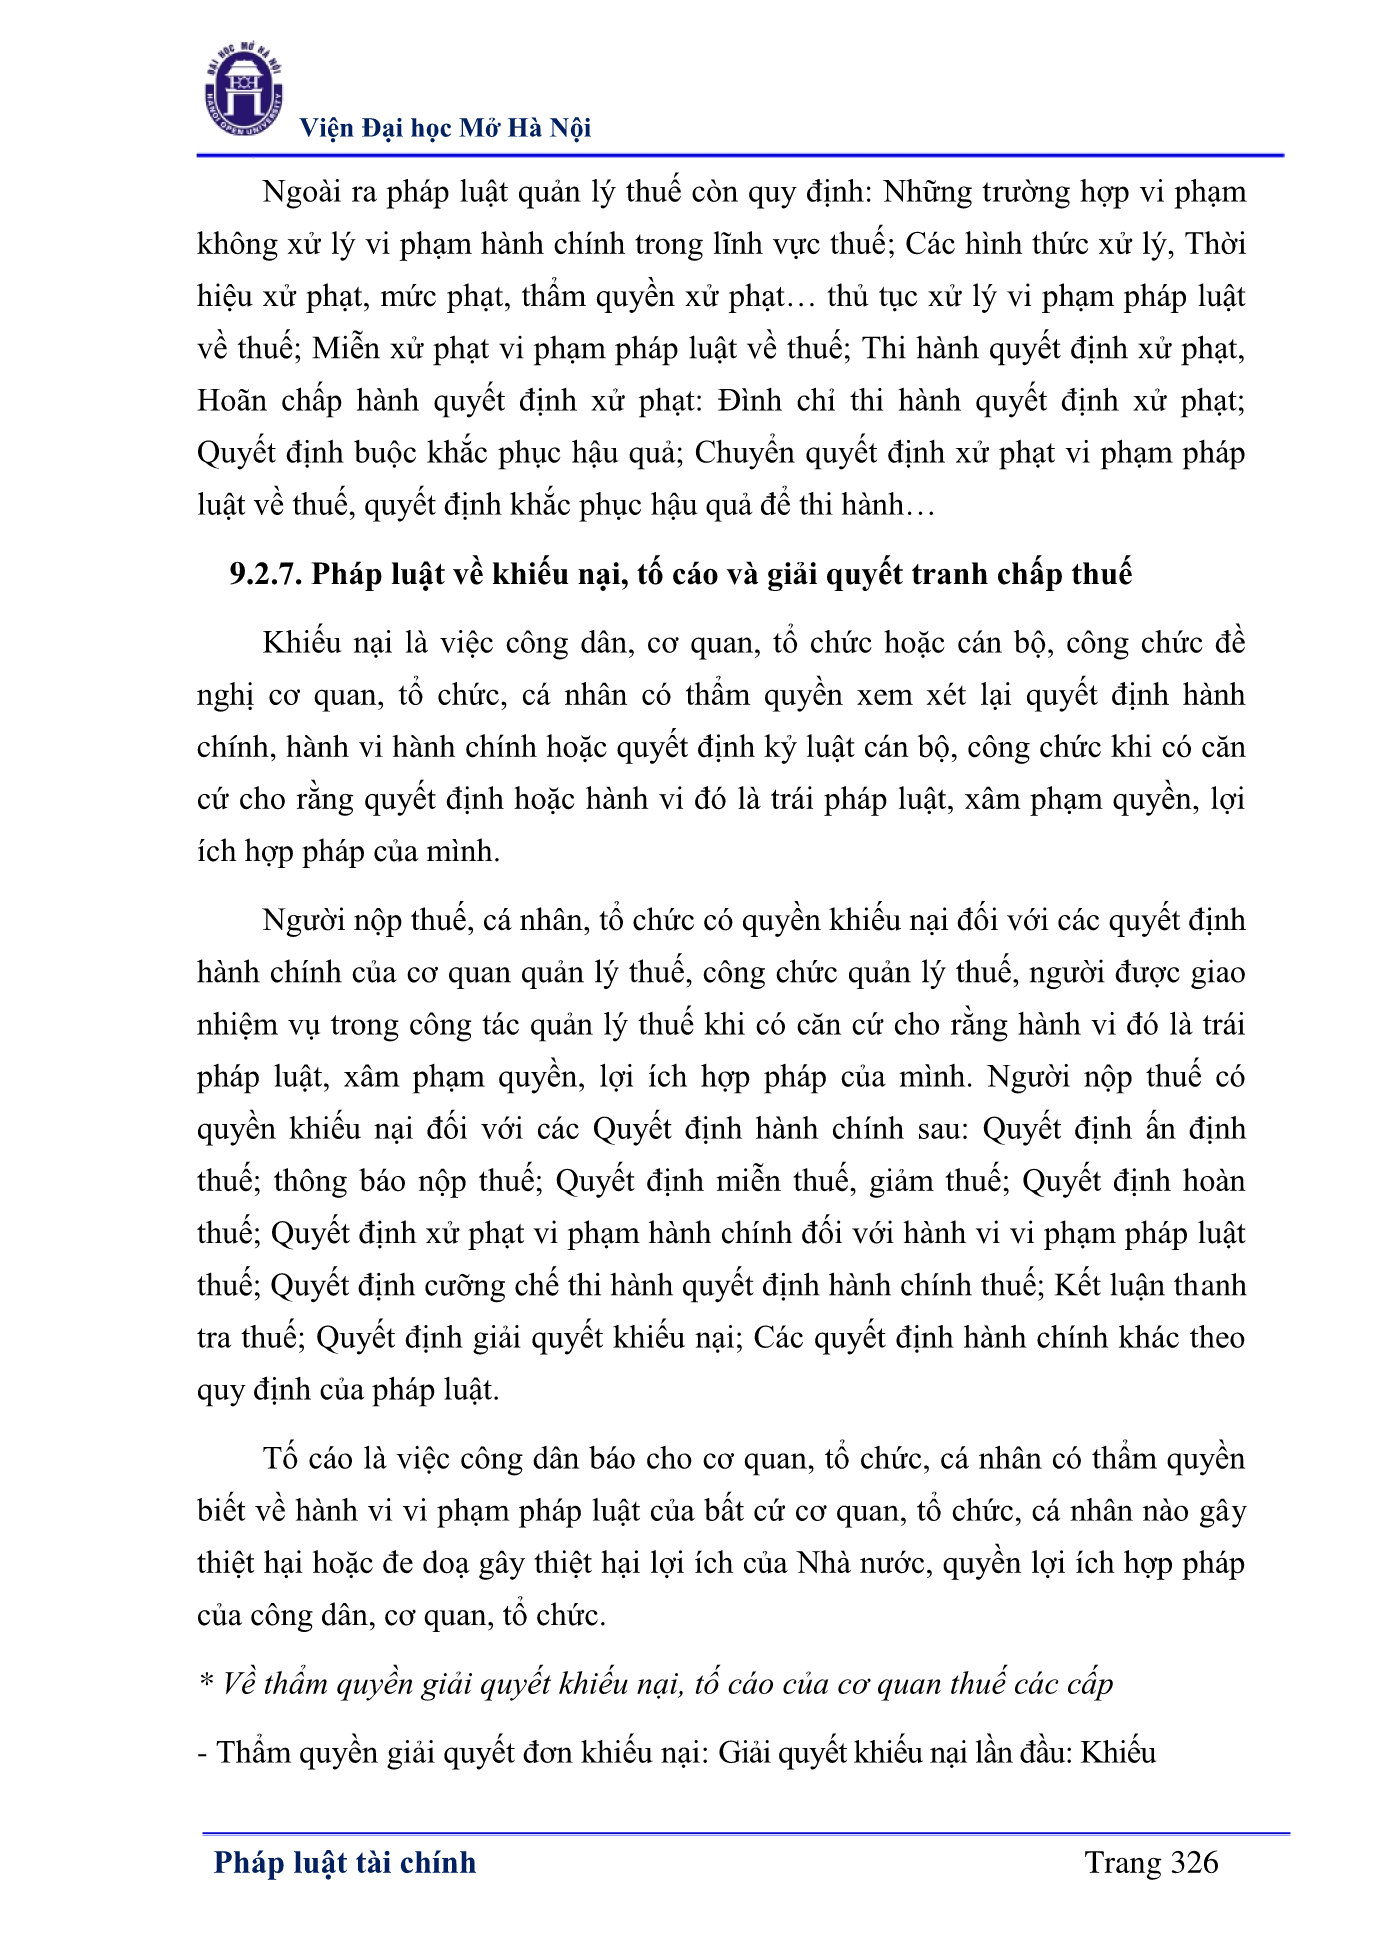 ĐẠI HỌC MỞ HÀ NỘI
HANOI OPEN UNIVERSITY
Viện Đại học Mở Hà Nội
Ngoài ra pháp luật quản lý thuế còn quy định: Những trường hợp vi phạm
không xử lý vi phạm hành chính trong lĩnh vực thuế; Các hình thức xử lý, Thời
hiệu xử phạt, mức phạt, thẩm quyền xử phạt… thủ tục xử lý vi phạm pháp luật
về thuế; Miễn xử phạt vi phạm pháp luật về thuế; Thi hành quyết định xử phạt,
Hoãn chấp hành quyết định xử phạt: Đình chỉ thi hành quyết định xử phạt;
Quyết định buộc khắc phục hậu quả; Chuyển quyết định xử phạt vi phạm pháp
luật về thuế, quyết định khắc phục hậu quả để thi hành…
9.2.7. Pháp luật về khiếu nại, tố cáo và giải quyết tranh chấp thuế
Khiếu nại là việc công dân, cơ quan, tổ chức hoặc cán bộ, công chức đề
nghị cơ quan, tổ chức, cá nhân có thẩm quyền xem xét lại quyết định hành
chính, hành vi hành chính hoặc quyết định kỷ luật cán bộ, công chức khi có căn
cứ cho rằng quyết định hoặc hành vi đó là trái pháp luật, xâm phạm quyền, lợi
ích hợp pháp của mình.
Người nộp thuế, cá nhân, tổ chức có quyền khiếu nại đối với các quyết định
hành chính của cơ quan quản lý thuế, công chức quản lý thuế, người được giao
nhiệm vụ trong công tác quản lý thuế khi có căn cứ cho rằng hành vi đó là trái
pháp luật, xâm phạm quyền, lợi ích hợp pháp của mình. Người nộp thuế có
quyền khiếu nại đối với các Quyết định hành chính sau: Quyết định ấn định
thuế; thông báo nộp thuế; Quyết định miễn thuế, giảm thuế; Quyết định hoàn
thuế; Quyết định xử phạt vi phạm hành chính đối với hành vi vi phạm pháp luật
thuế; Quyết định cưỡng chế thi hành quyết định hành chính thuế; Kết luận thanh
tra thuế; Quyết định giải quyết khiếu nại; Các quyết định hành chính khác theo
quy định của pháp luật.
Tố cáo là việc công dân báo cho cơ quan, tổ chức, cá nhân có thẩm quyền
biết về hành vi vi phạm pháp luật của bất cứ cơ quan, tổ chức, cá nhân nào gây
thiệt hại hoặc đe doạ gây thiệt hại lợi ích của Nhà nước, quyền lợi ích hợp pháp
của công dân, cơ quan, tổ chức.
* Về thẩm quyền giải quyết khiếu nại, tố cáo của cơ quan thuế các cấp
- Thẩm quyền giải quyết đơn khiếu nại: Giải quyết khiếu nại lần đầu: Khiếu
Pháp luật tài chính
Trang 326